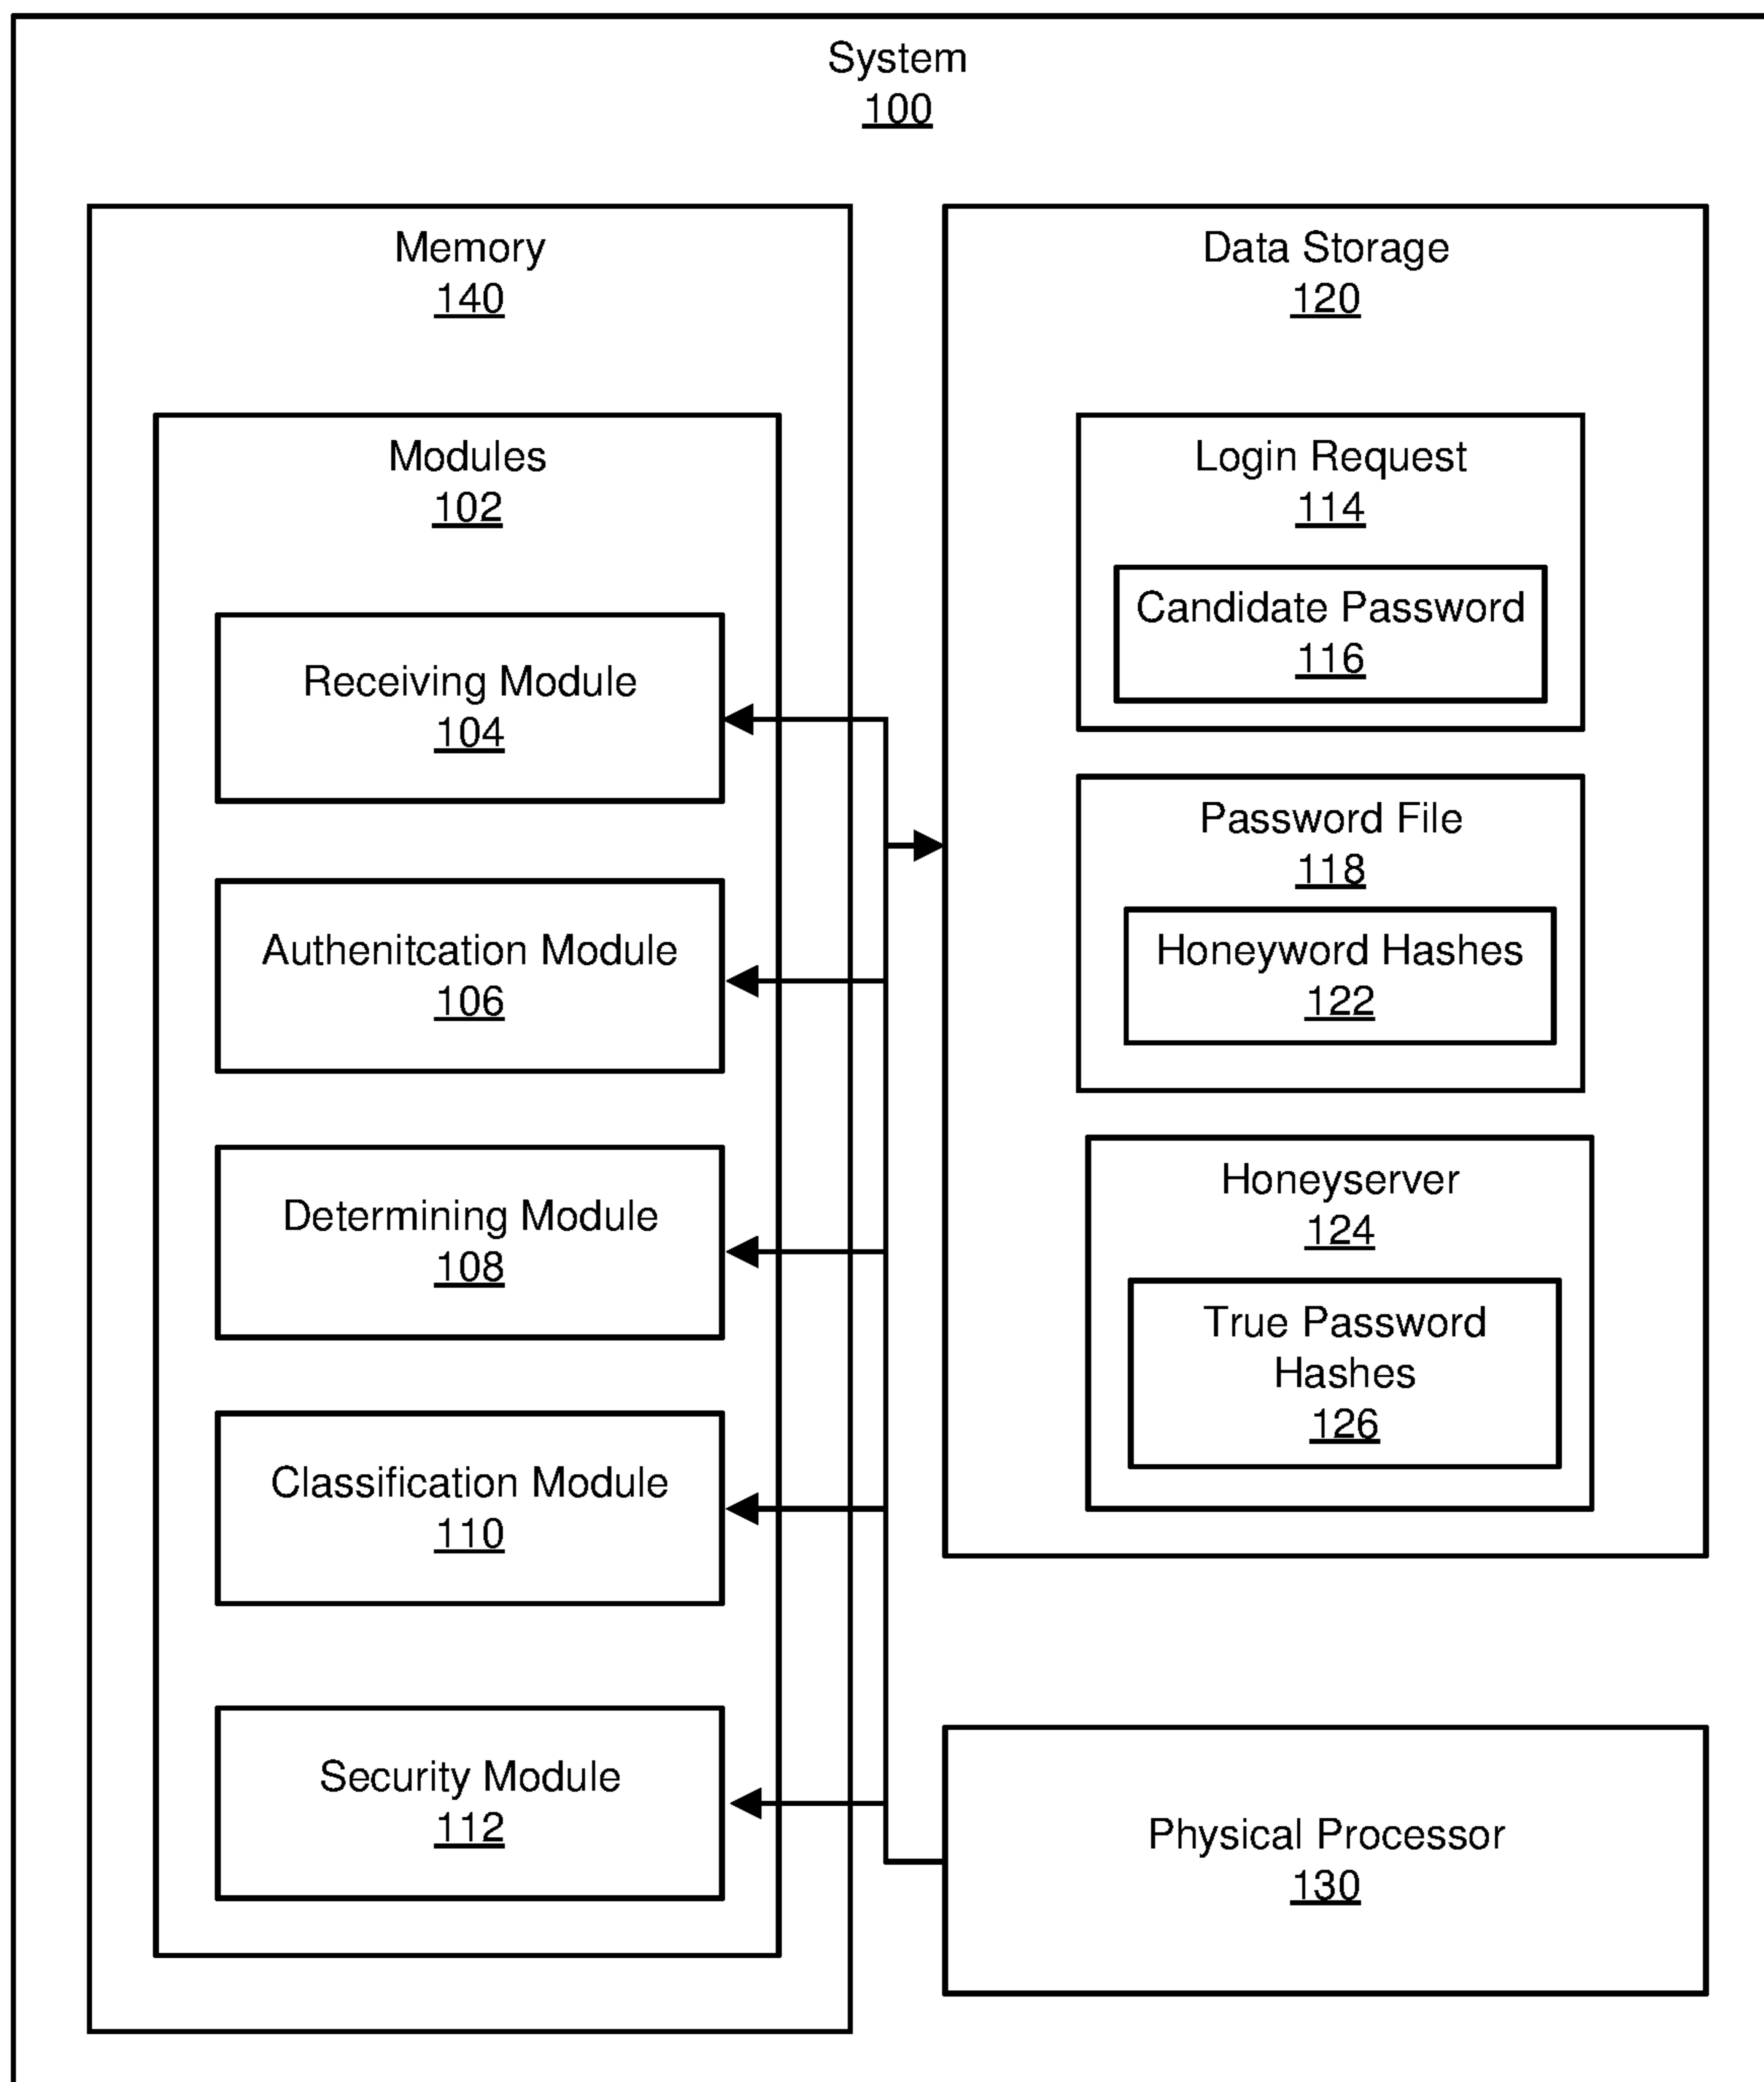 System
100
Memory
140
Modules
102
Receiving Module
104
Authenitcation Module
106
Determining Module
108
Classification Module
110
Security Module
112
Data Storage
120
Login Request
114
Candidate Password
116
Password File
118
Honeyword Hashes
122
Honeyserver
124
True Password
Hashes
126
Physical Processor
130